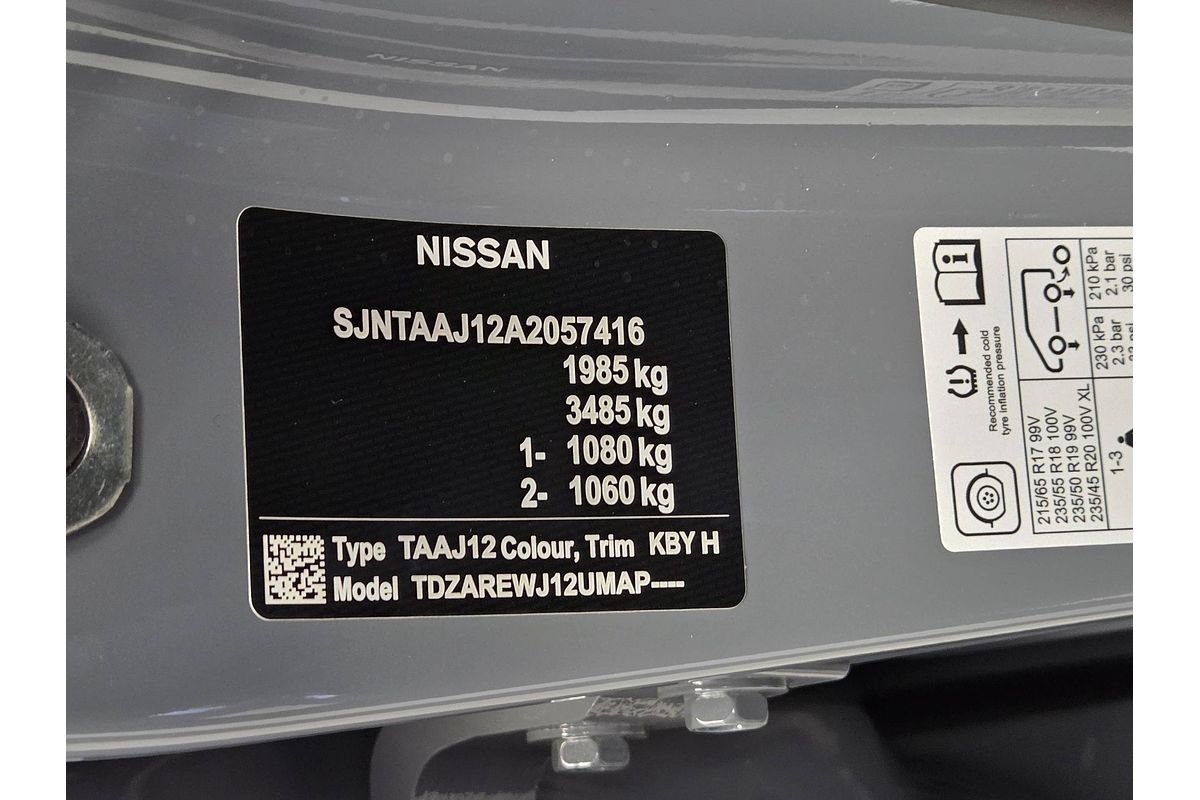 NISSAN
NISSAN
SJNTAAJ12A2057416
1985 kg
3485 kg
1- 1080 kg
2- 1060 kg
Type TAAJ12 Colour, Trim KBY H
Model TDZAREWJ12UMAP----
Recommended cold
tyre inflation pressure
210 kPa
2.1 bar
30 psi
230 kPa
2.3 bar
215/65 R17 99V
235/55 R18 100V
235/50 R19 99V
235/45 R20 100V XL
1-3